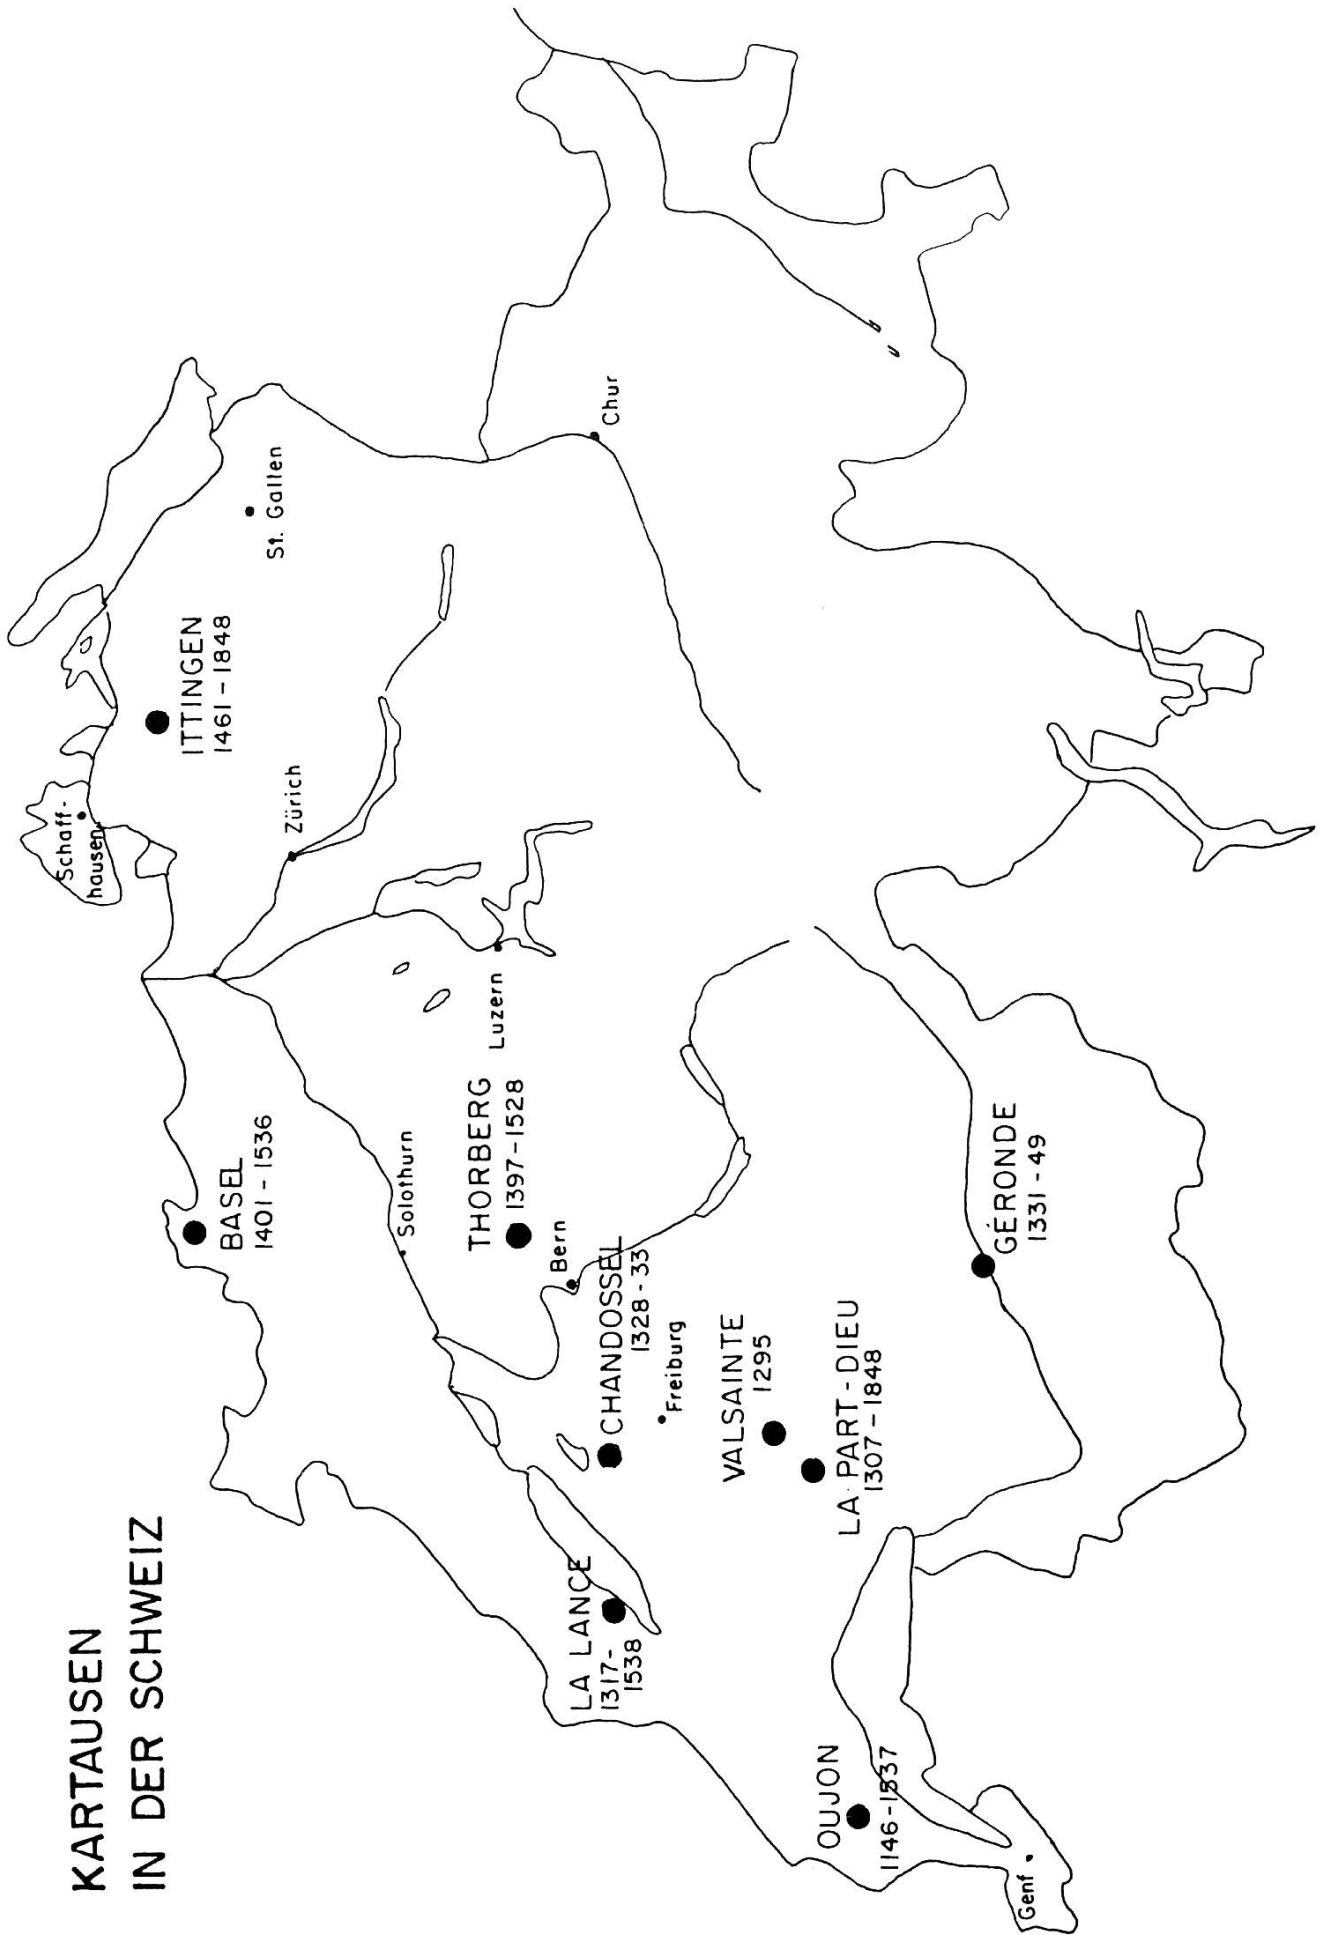 KARTAUSEN
IN DER SCHWEIZ
Schaff-
hausen
ITTINGEN
1461-1848
St. Gallen
Zürich
BASEL
1401-1536
Solothurn
Luzern
THORBERG
1397-1528
Bern
Chur
CHANDOSSEL
1328-33
Freiburg
LA LANCE
1317-
1538
VALSAINTE
1295
LA PART-DIEU
1307-1848
OUJON
1146-1537
GÉRONDE
1331-49
Genf